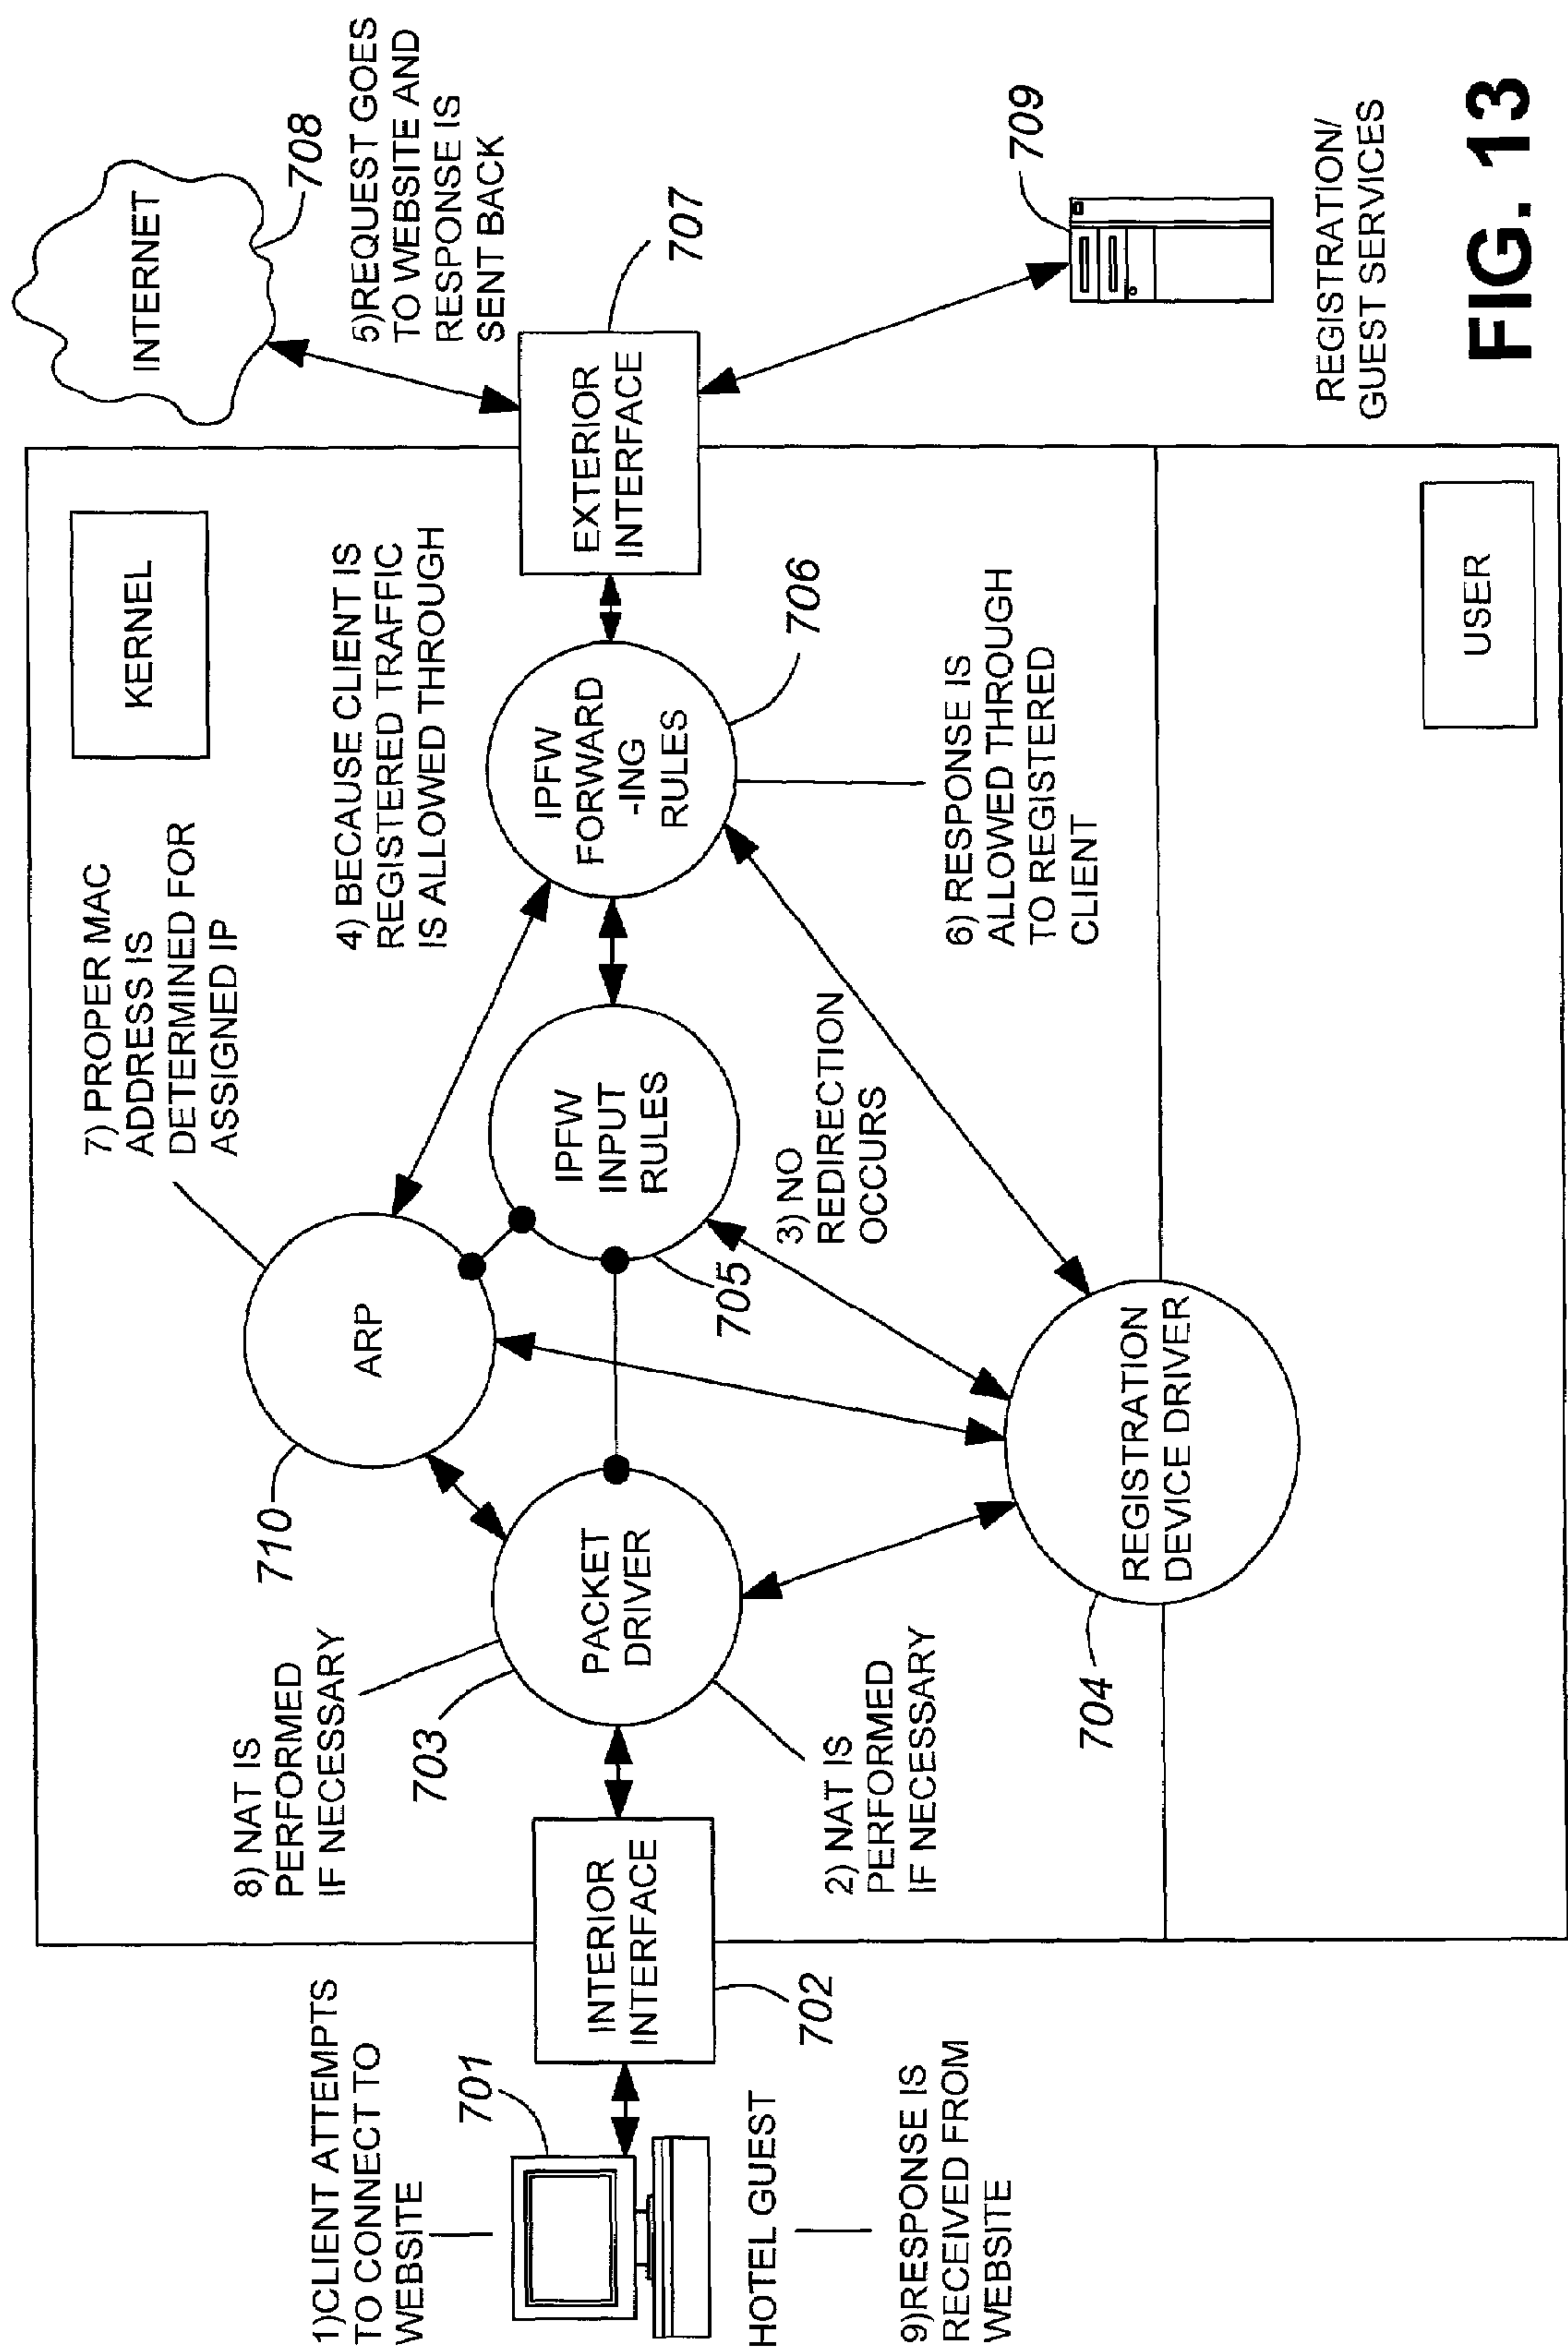 1)CLIENT ATTEMPTS
TO CONNECT TO
WEBSITE
701
HOTEL GUEST
9)RESPONSE IS
RECEIVED FROM
WEBSITE
INTERIOR
INTERFACE
702
8) NAT IS
PERFORMED
IF NECESSARY
703
PACKET
DRIVER
2) NAT IS
PERFORMED
IF NECESSARY
704
REGISTRATION
DEVICE DRIVER
710
ARP
7) PROPER MAC
ADDRESS IS
DETERMINED FOR
ASSIGNED IP
IPFW
INPUT
RULES
705
3) NO
REDIRECTION
OCCURS
4) BECAUSE CLIENT IS
REGISTERED TRAFFIC
IS ALLOWED THROUGH
IPFW
FORWARD
-ING
RULES
706
6) RESPONSE IS
ALLOWED THROUGH
TO REGISTERED
CLIENT
KERNEL
USER
EXTERIOR
INTERFACE
707
INTERNET
708
5)REQUEST GOES
TO WEBSITE AND
RESPONSE IS
SENT BACK
709
REGISTRATION/
GUEST SERVICES
FIG. 13